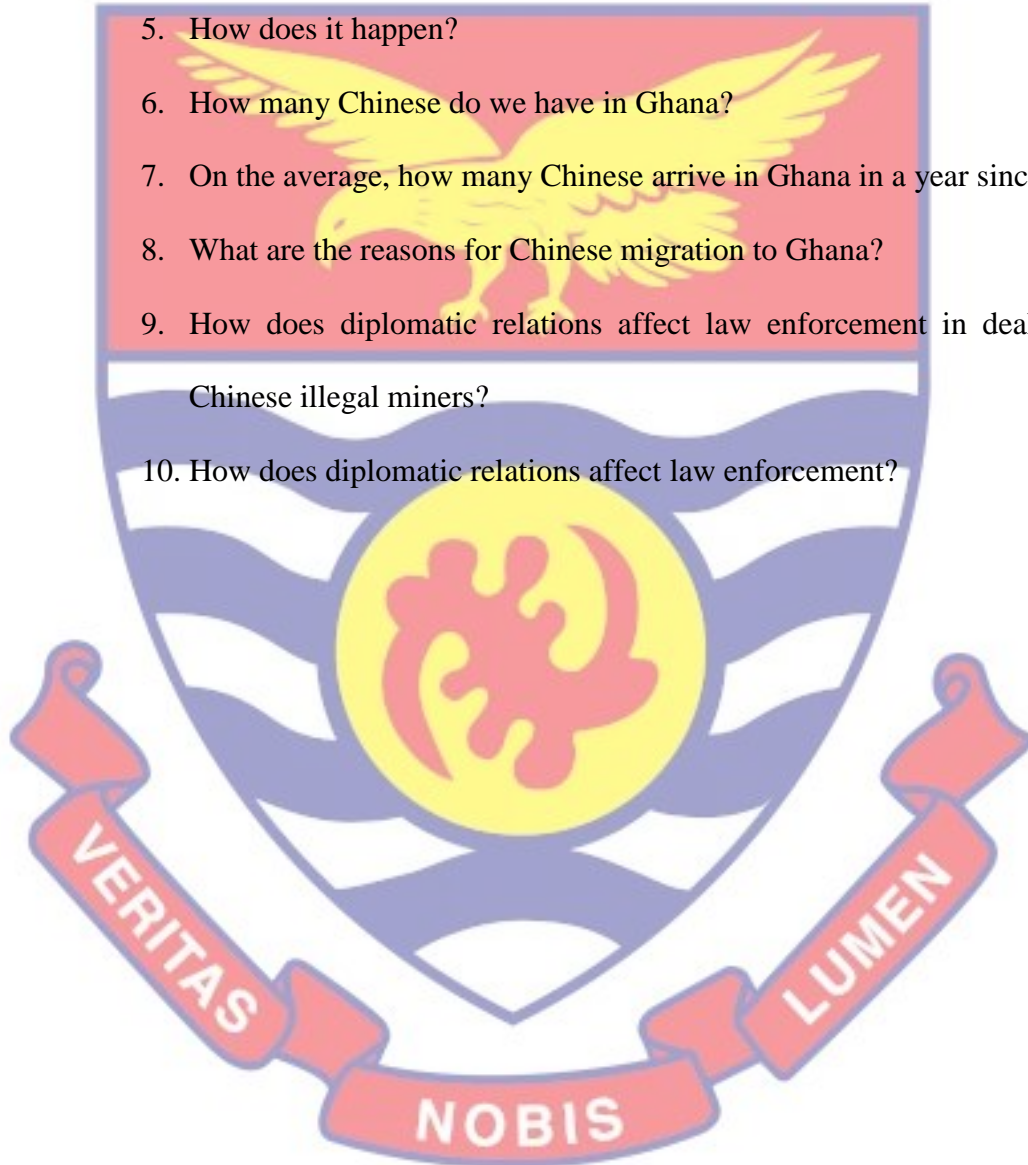 5. How does it happen?
6. How many Chinese do we have in Ghana?
7. On the average, how many Chinese arrive in Ghana in a year sinc
8. What are the reasons for Chinese migration to Ghana?
9. How does diplomatic relations affect law enforcement in deal
Chinese illegal miners?
10. How does diplomatic relations affect law enforcement?
VERITAS
NOBIS
LUMEN